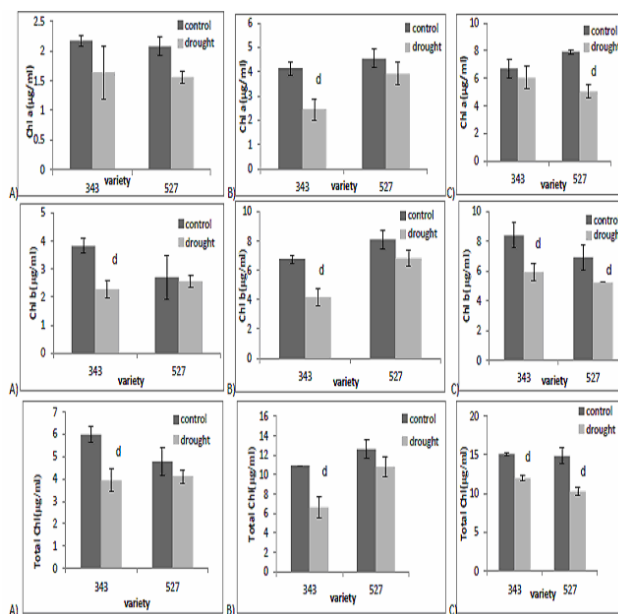 2.5
2
1.5
1
0.5
0
Chl a(µg/ml)
control
drought
343
527
variety
A)
6
5
4
3
2
1
0
Chl a(µg/ml)
d
control
drought
343
527
variety
B)
10
8
6
4
2
0
Chl a(µg/ml)
d
control
drought
343
527
variety
C)
5
4
3
2
1
0
Chl b(µg/ml)
d
control
drought
343
527
variety
A)
10
8
6
4
2
0
Chl b(µg/ml)
d
control
drought
343
527
variety
B)
10
8
6
4
2
0
Chl b(µg/ml)
d
d
control
drought
343
527
variety
C)
7
6
5
4
3
2
1
0
Total Chl(µg/ml)
d
control
drought
343
527
variety
A)
16
14
12
10
8
6
4
2
0
Total Chl(µg/ml)
d
control
drought
343
527
variety
B)
20
15
10
5
0
Total Chl(µg/ml)
d
d
control
drought
343
527
variety
C)